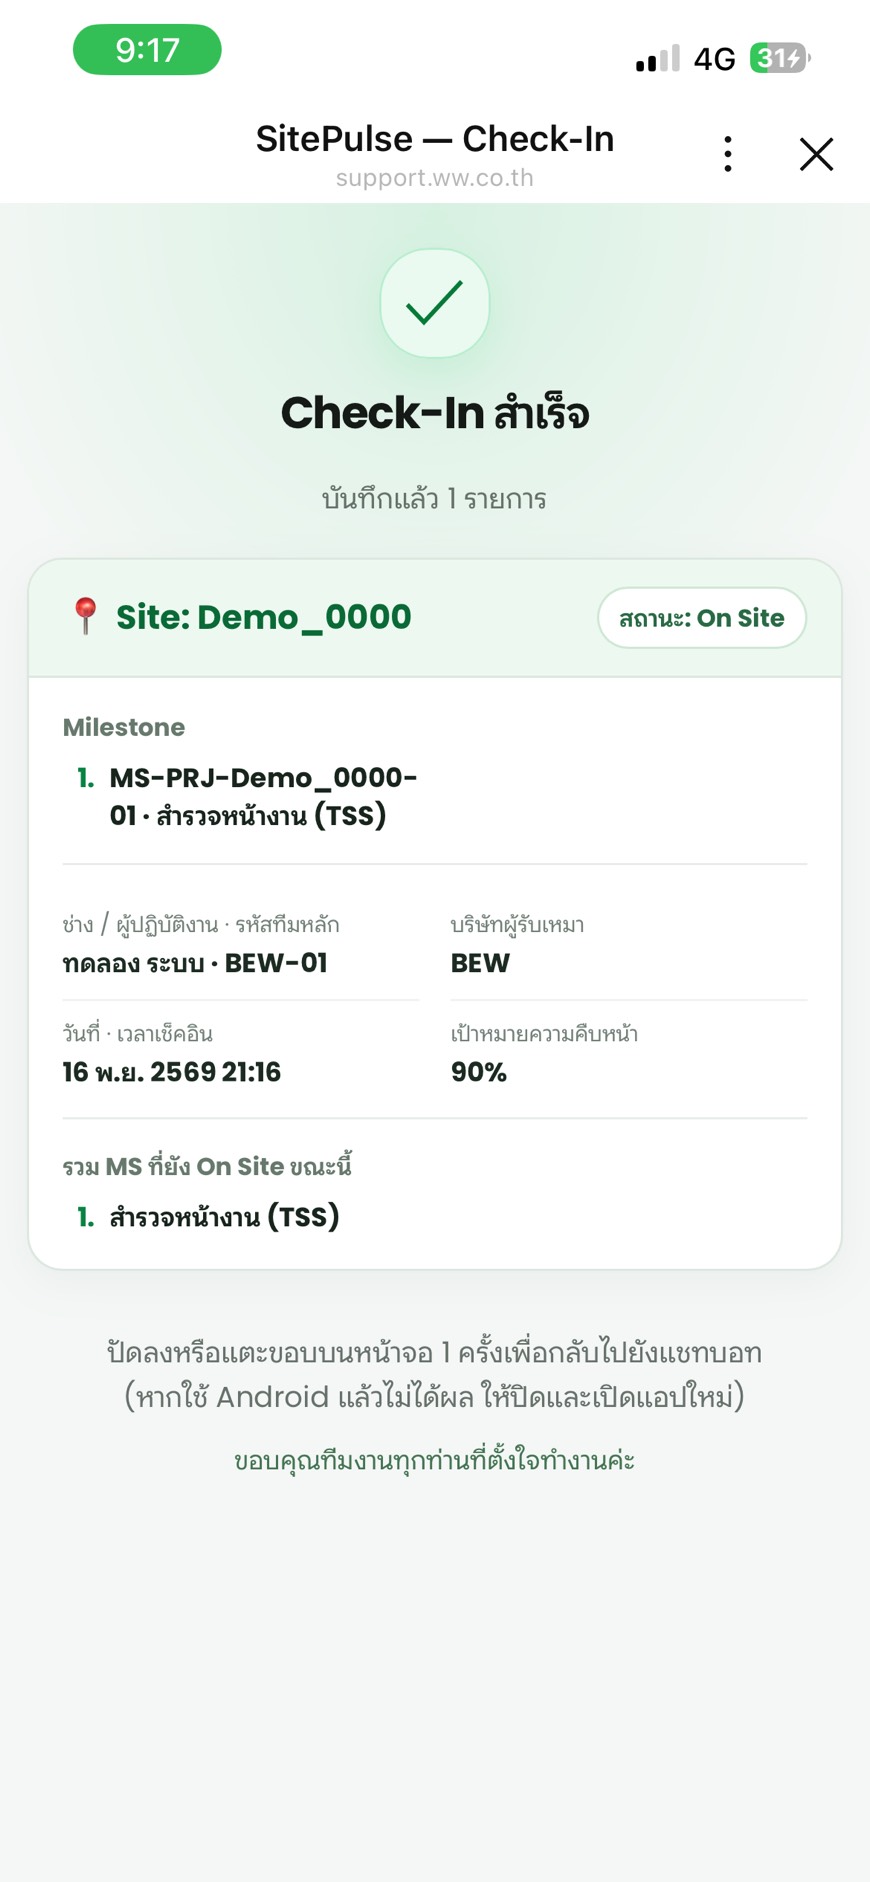 9:17
4G 31
SitePulse — Check-In
support.ww.co.th
Check-In สำเร็จ
บันทึกแล้ว 1 รายการ
Site: Demo_0000
สถานะ: On Site
Milestone
1. MS-PRJ-Demo_0000-
01 · สำรวจหน้างาน (TSS)
ช่าง / ผู้ปฏิบัติงาน · รหัสทีมหลัก
ทดลอง ระบบ · BEW-01
บริษัทผู้รับเหมา
BEW
วันที่ · เวลาเช็คอิน
16 พ.ย. 2569 21:16
เป้าหมายความคืบหน้า
90%
รวม MS ที่ยัง On Site ขณะนี้
1. สำรวจหน้างาน (TSS)
ปัดลงหรือแตะขอบบนหน้าจอ 1 ครั้งเพื่อกลับไปยังแชทบอท
(หากใช้ Android แล้วไม่ได้ผล ให้ปิดและเปิดแอปใหม่)
ขอบคุณทีมงานทุกท่านที่ตั้งใจทำงานค่ะ